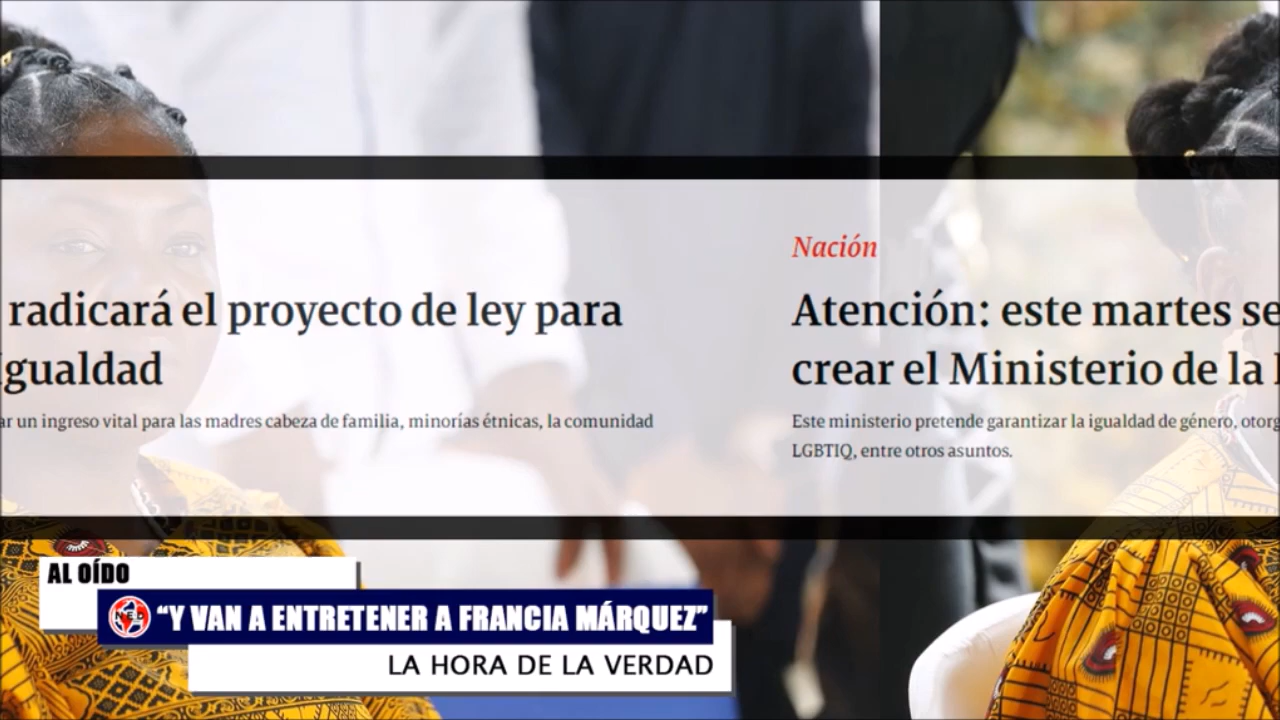 radicará el proyecto de ley para
Igualdad
ar un ingreso vital para las madres cabeza de familia, minorías étnicas, la comunidad
Nación
Atención: este martes se
crear el Ministerio de la
Este ministerio pretende garantizar la igualdad de género, otorg
LGBTIQ, entre otros asuntos.
AL OÍDO
“Y VAN A ENTRETENER A FRANCIA MÁRQUEZ”
LA HORA DE LA VERDAD